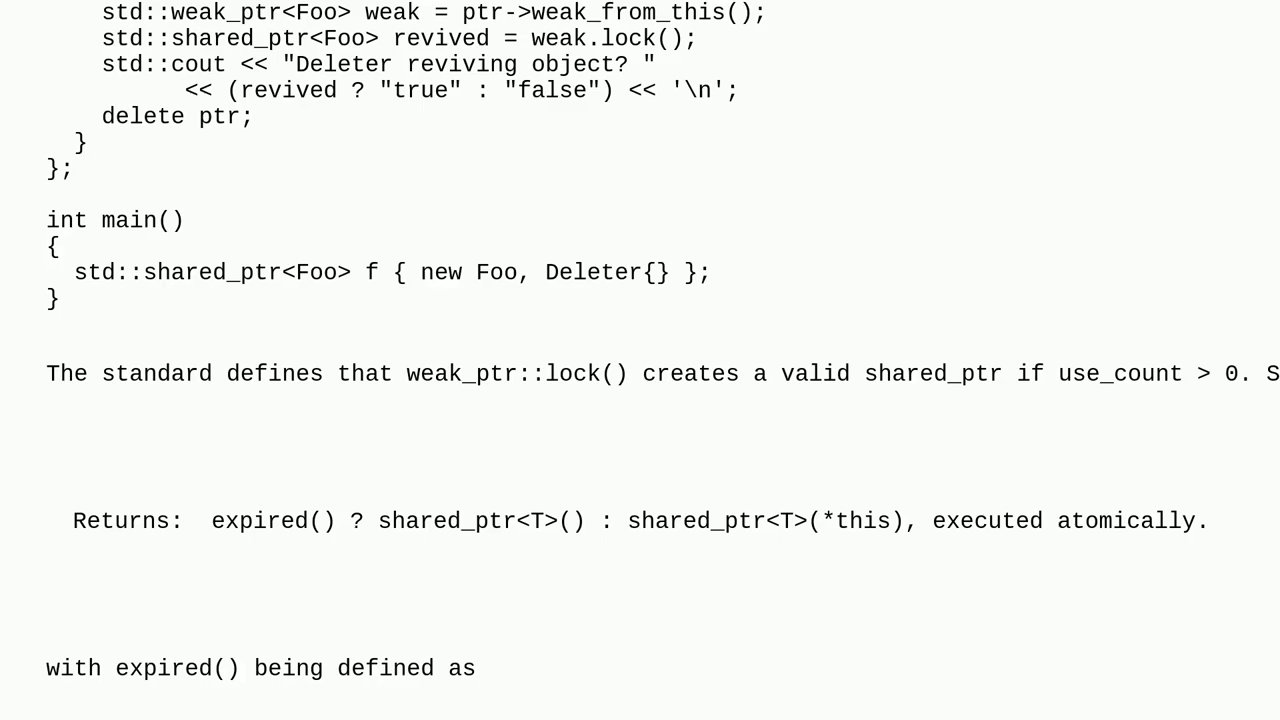 std::weak_ptr<Foo> weak = ptr->weak_from_this();
std::shared_ptr<Foo> revived = weak.lock();
std::cout << "Deleter reviving object? "
<< (revived ? "true" : "false") << '\n';
delete ptr;
}
};
int main()
{
std::shared_ptr<Foo> f { new Foo, Deleter{} };
}
The standard defines that weak_ptr::lock() creates a valid shared_ptr if use_count > 0. S
Returns:  expired() ? shared_ptr<T>() : shared_ptr<T>(*this), executed atomically.
with expired() being defined as